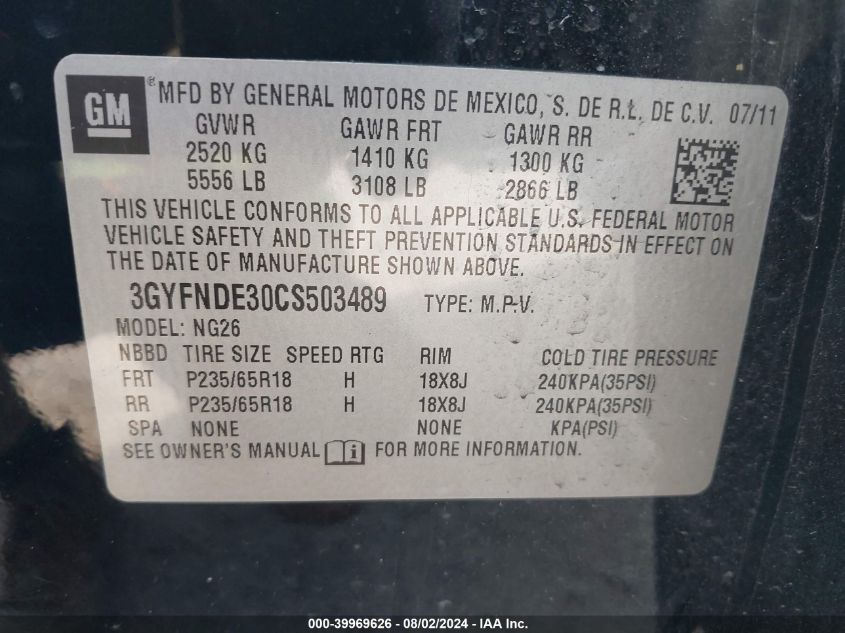 GM ® MFD BY GENERAL MOTORS DE MEXICO, S. DE R.L. DE C.V. 07/11
GVWR GAWR FRT GAWR RR
2520 KG 1410 KG 1300 KG
5556 LB 3108 LB 2866 LB
THIS VEHICLE CONFORMS TO ALL APPLICABLE U.S. FEDERAL MOTOR
VEHICLE SAFETY AND THEFT PREVENTION STANDARDS IN EFFECT ON
THE DATE OF MANUFACTURE SHOWN ABOVE.
3GYFNDE30CS503489 TYPE: M.P.V.
MODEL: NG26
NBBD TIRE SIZE SPEED RTG RIM COLD TIRE PRESSURE
FRT P235/65R18 H 18X8J 240KPA(35PSI)
RR P235/65R18 H 18X8J 240KPA(35PSI)
SPA NONE NONE KPA(PSI)
SEE OWNER'S MANUAL i FOR MORE INFORMATION.
000-39969626 - 08/02/2024 - IAA Inc.